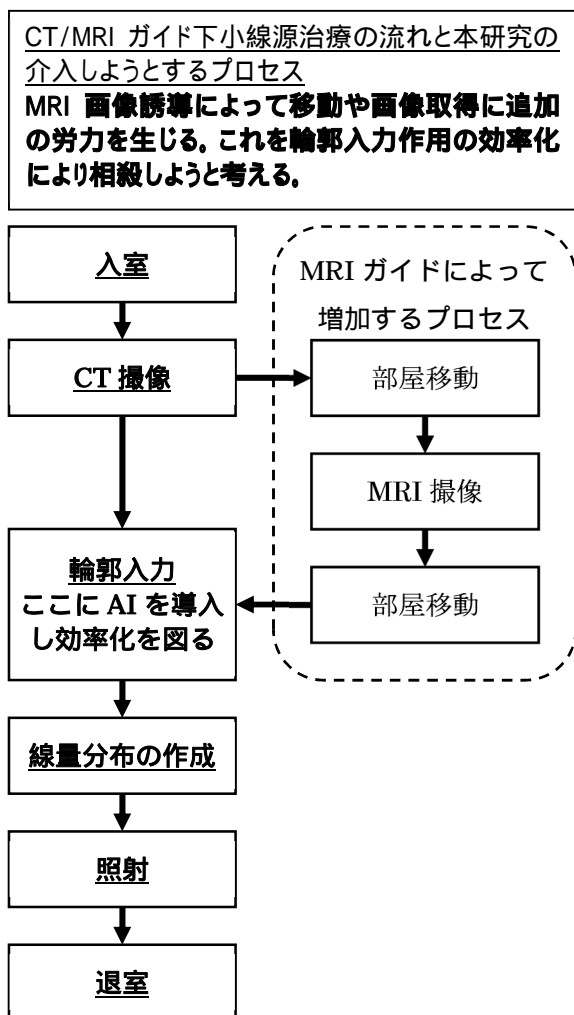 CT/MRI ガイド下小線源治療の流れと本研究の
介入しようとするプロセス
MRI 画像誘導によって移動や画像取得に追加
の労力を生じる。これを輪郭入力作用の効率化
により相殺しようと考える。
入室
MRI ガイドによって
増加するプロセス
CT 撮像
部屋移動
MRI 撮像
輪郭入力
ここに AI を導入
し効率化を図る
部屋移動
線量分布の作成
照射
退室